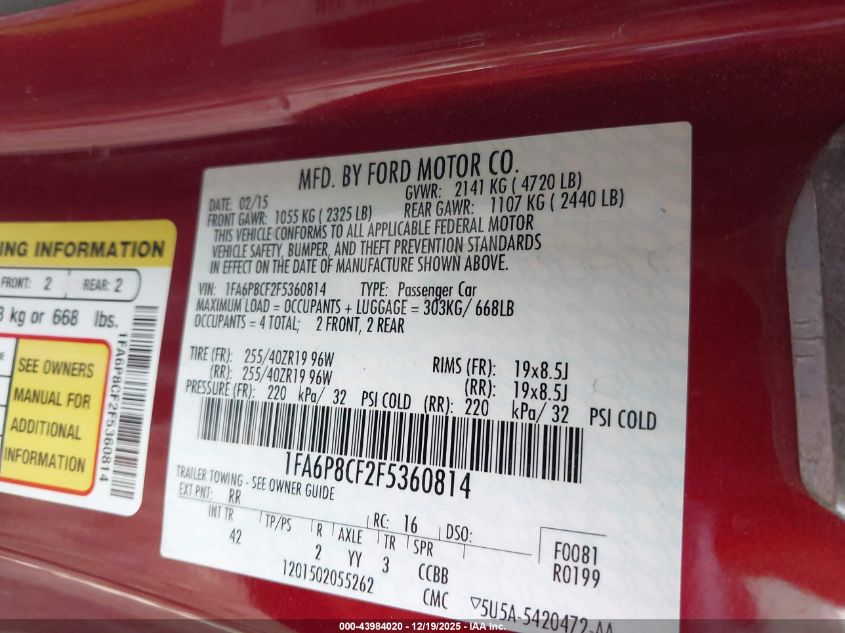 MFD. BY FORD MOTOR CO.
DATE: 02/15 GVWR: 2141 KG ( 4720 LB)
FRONT GAWR: 1055 KG ( 2325 LB) REAR GAWR: 1107 KG ( 2440 LB)
THIS VEHICLE CONFORMS TO ALL APPLICABLE FEDERAL MOTOR
VEHICLE SAFETY, BUMPER, AND THEFT PREVENTION STANDARDS
IN EFFECT ON THE DATE OF MANUFACTURE SHOWN ABOVE.
VIN: 1FA6P8CF2F5360814 TYPE: Passenger Car
MAXIMUM LOAD = OCCUPANTS + LUGGAGE = 303KG/ 668LB
OCCUPANTS = 4 TOTAL; 2 FRONT, 2 REAR
TIRE (FR): 255/40ZR19 96W RIMS (FR): 19x8.5J
(RR): 255/40ZR19 96W (RR): 19x8.5J
PRESSURE (FR): 220 kPa/ 32 PSI COLD (RR): 220 kPa/ 32 PSI COLD
1FA6P8CF2F5360814
TRAILER TOWING - SEE OWNER GUIDE
EXT PNT: RR RC: 16 DSO: F0081
INT TR TP/PS R AXLE TR SPR R0199
42 2 YY 3 CCBB
1201502055262 CMC 5U5A-5420472-AA
ING INFORMATION
FRONT: 2 REAR: 2
3 kg or 668 lbs.
SEE OWNERS
MANUAL FOR
ADDITIONAL
INFORMATION
1FA6P8CF2F5360814
000-43984020 - 12/19/2025 - IAA Inc.